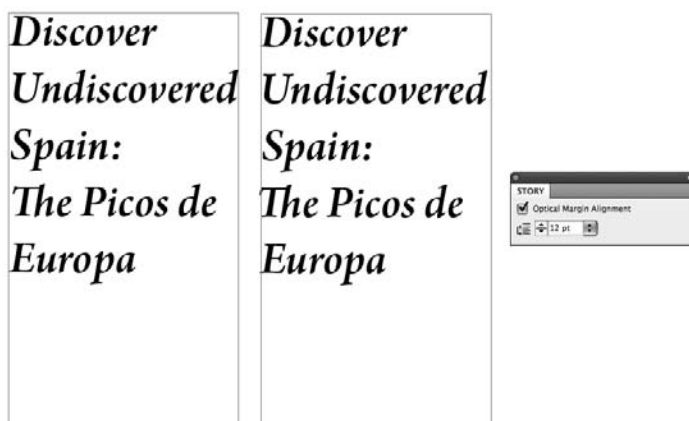 Discover
Undiscovered
Spain:
The Picos de
Europa
Discover
Undiscovered
Spain:
The Picos de
Europa
STORY
Optical Margin Alignment
12 pt